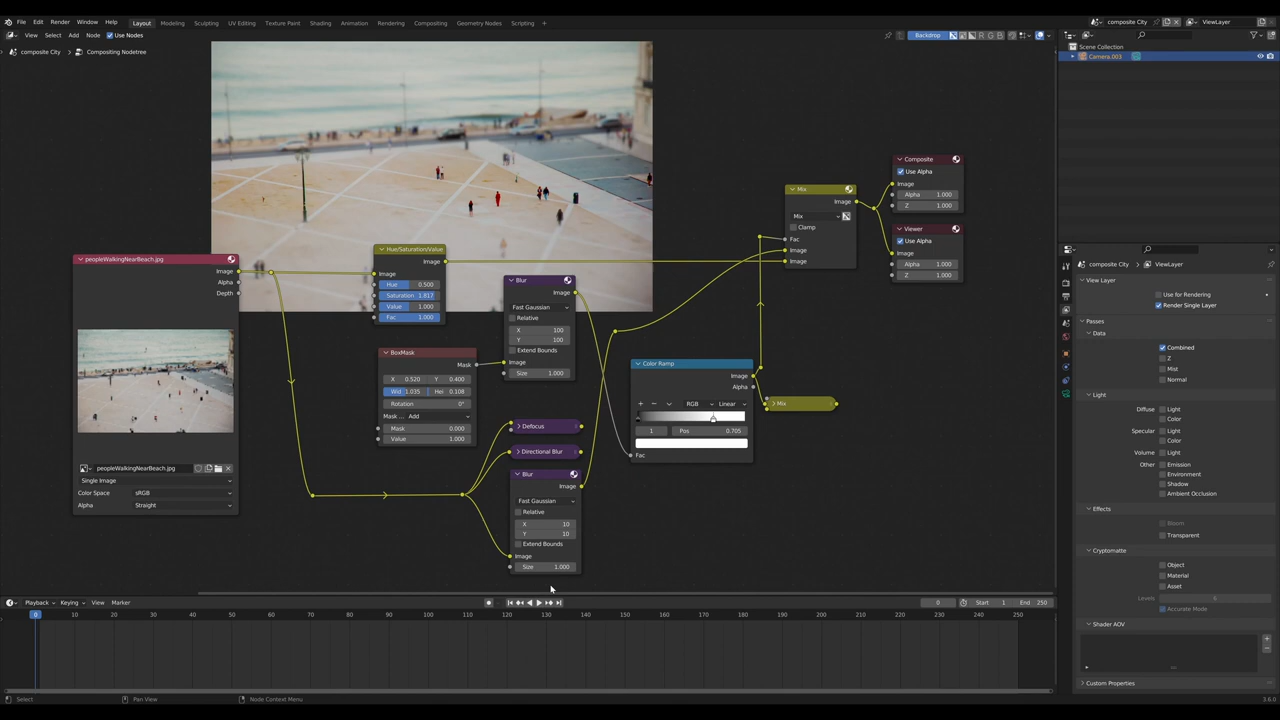 File Edit Render Window Help Layout Modeling Sculpting UV Editing Texture Paint Shading Animation Rendering Compositing Geometry Nodes Scripting + composite City ViewLayer
View Select Add Node Use Nodes Backdrop R G B
composite City > Compositing Nodetree
Scene Collection
Camera.003
Composite
Use Alpha
Image
Alpha 1.000
Z 1.000
Mix
Image
Mix
Clamp
Fac
Image
Image
Viewer
Use Alpha
Image
Alpha 1.000
Z 1.000
peopleWalkingNearBeach.jpg
Image
Alpha
Depth
peopleWalkingNearBeach.jpg
Single Image
Color Space sRGB
Alpha Straight
Hue/Saturation/Value
Image
Image
Hue 0.500
Saturation 1.817
Value 1.000
Fac 1.000
Blur
Image
Fast Gaussian
Relative
X 100
Y 100
Extend Bounds
Image
Size 1.000
BoxMask
Mask
X 0.520 Y 0.400
Wid 1.035 Hei 0.108
Rotation 0°
Mask ... Add
Mask 0.000
Value 1.000
Defocus
Directional Blur
Blur
Image
Fast Gaussian
Relative
X 10
Y 10
Extend Bounds
Image
Size 1.000
Color Ramp
Image
Alpha
+ − RGB Linear
1 Pos 0.705
Fac
Mix
composite City > ViewLayer
View Layer
Use for Rendering
Render Single Layer
Passes
Data
Combined
Z
Mist
Normal
Light
Diffuse Light
Color
Specular Light
Color
Volume Light
Other Emission
Environment
Shadow
Ambient Occlusion
Effects
Bloom
Transparent
Cryptomatte
Object
Material
Asset
Levels 6
Accurate Mode
Shader AOV
Custom Properties
Playback Keying View Marker 0 Start 1 End 250
0 10 20 30 40 50 60 70 80 90 100 110 120 130 140 150 160 170 180 190 200 210 220 230 240 250
Select Pan View Node Context Menu 3.6.0